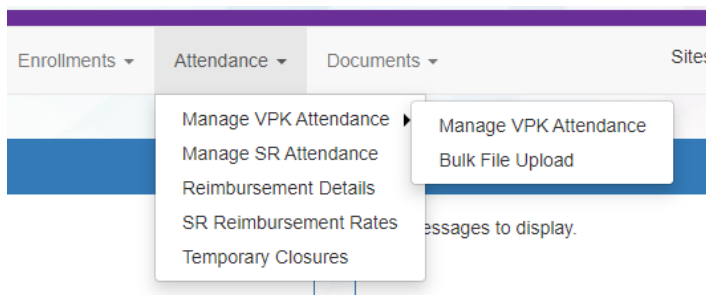 Enrollments Attendance Documents Sites
Manage VPK Attendance Manage VPK Attendance
Manage SR Attendance Bulk File Upload
Reimbursement Details
SR Reimbursement Rates essages to display.
Temporary Closures